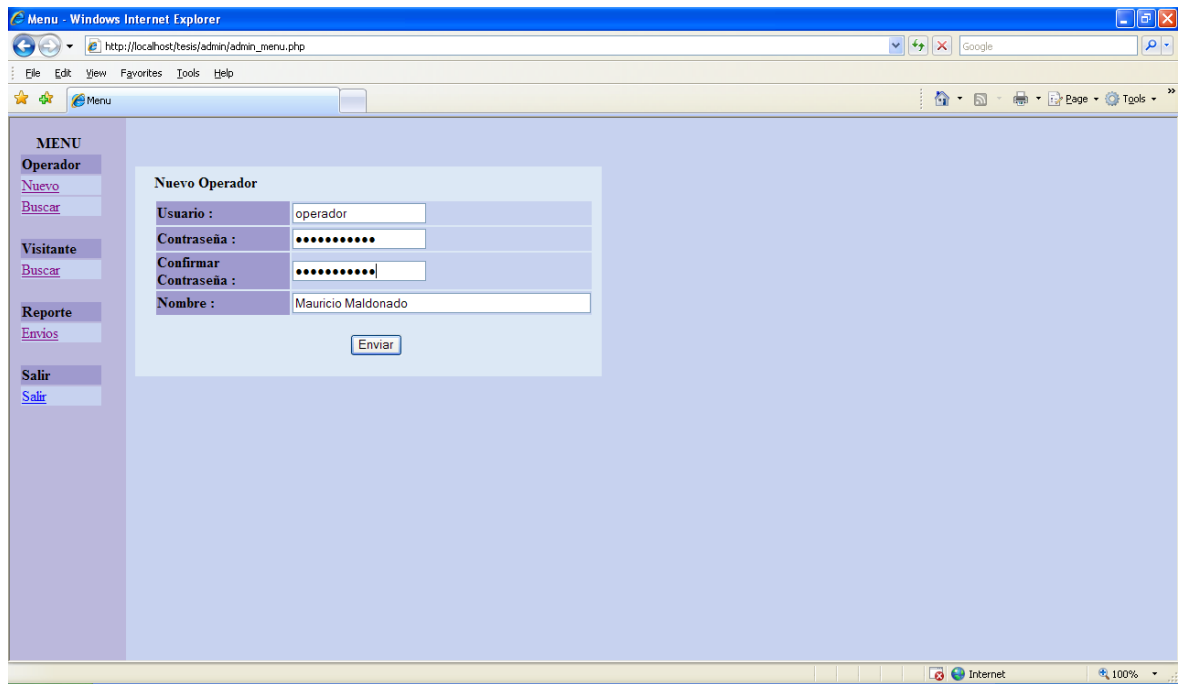 Menu - Windows Internet Explorer
http://localhost/tesis/admin/admin_menu.php
Google
File Edit View Favorites Tools Help
Menu
Page
Tools
»
MENU
Operador
Nuevo
Buscar
Visitante
Buscar
Reporte
Envios
Salir
Salir
Nuevo Operador
Usuario : operador
Contraseña : •••••••••••
Confirmar
Contraseña : •••••••••••
Nombre : Mauricio Maldonado
Enviar
Internet
100%